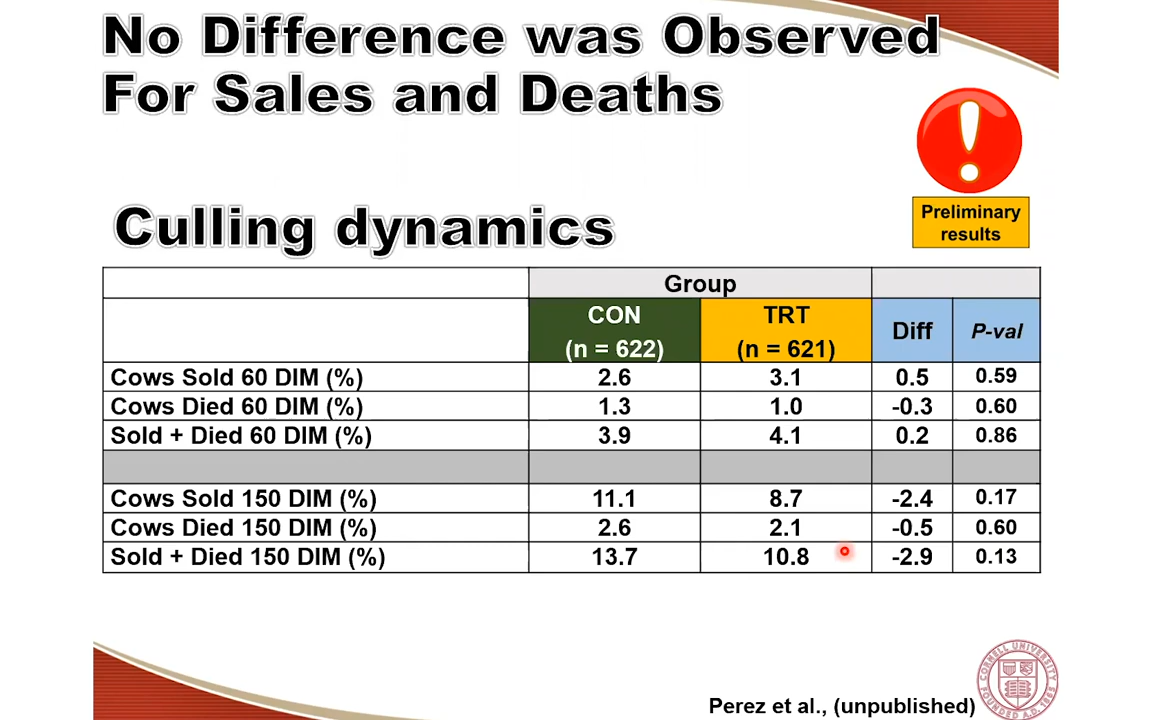 No Difference was Observed
For Sales and Deaths
Preliminary
results
Culling dynamics
Group
CON TRT Diff P-val
(n = 622) (n = 621)
Cows Sold 60 DIM (%) 2.6 3.1 0.5 0.59
Cows Died 60 DIM (%) 1.3 1.0 -0.3 0.60
Sold + Died 60 DIM (%) 3.9 4.1 0.2 0.86
Cows Sold 150 DIM (%) 11.1 8.7 -2.4 0.17
Cows Died 150 DIM (%) 2.6 2.1 -0.5 0.60
Sold + Died 150 DIM (%) 13.7 10.8 -2.9 0.13
CORNELL UNIVERSITY
FOUNDED A.D. 1865
Perez et al., (unpublished)